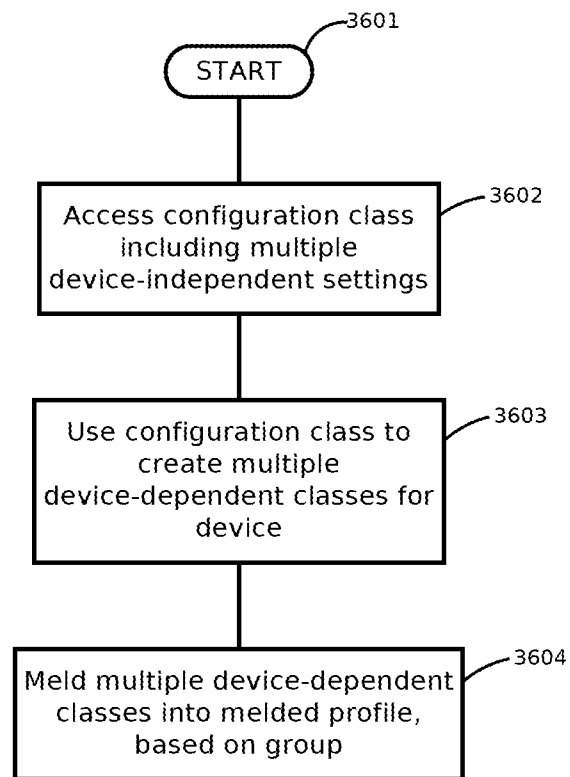 3601
START
3602
Access configuration class
including multiple
device-independent settings
3603
Use configuration class to
create multiple
device-dependent classes for
device
3604
Meld multiple device-dependent
classes into melded profile,
based on group